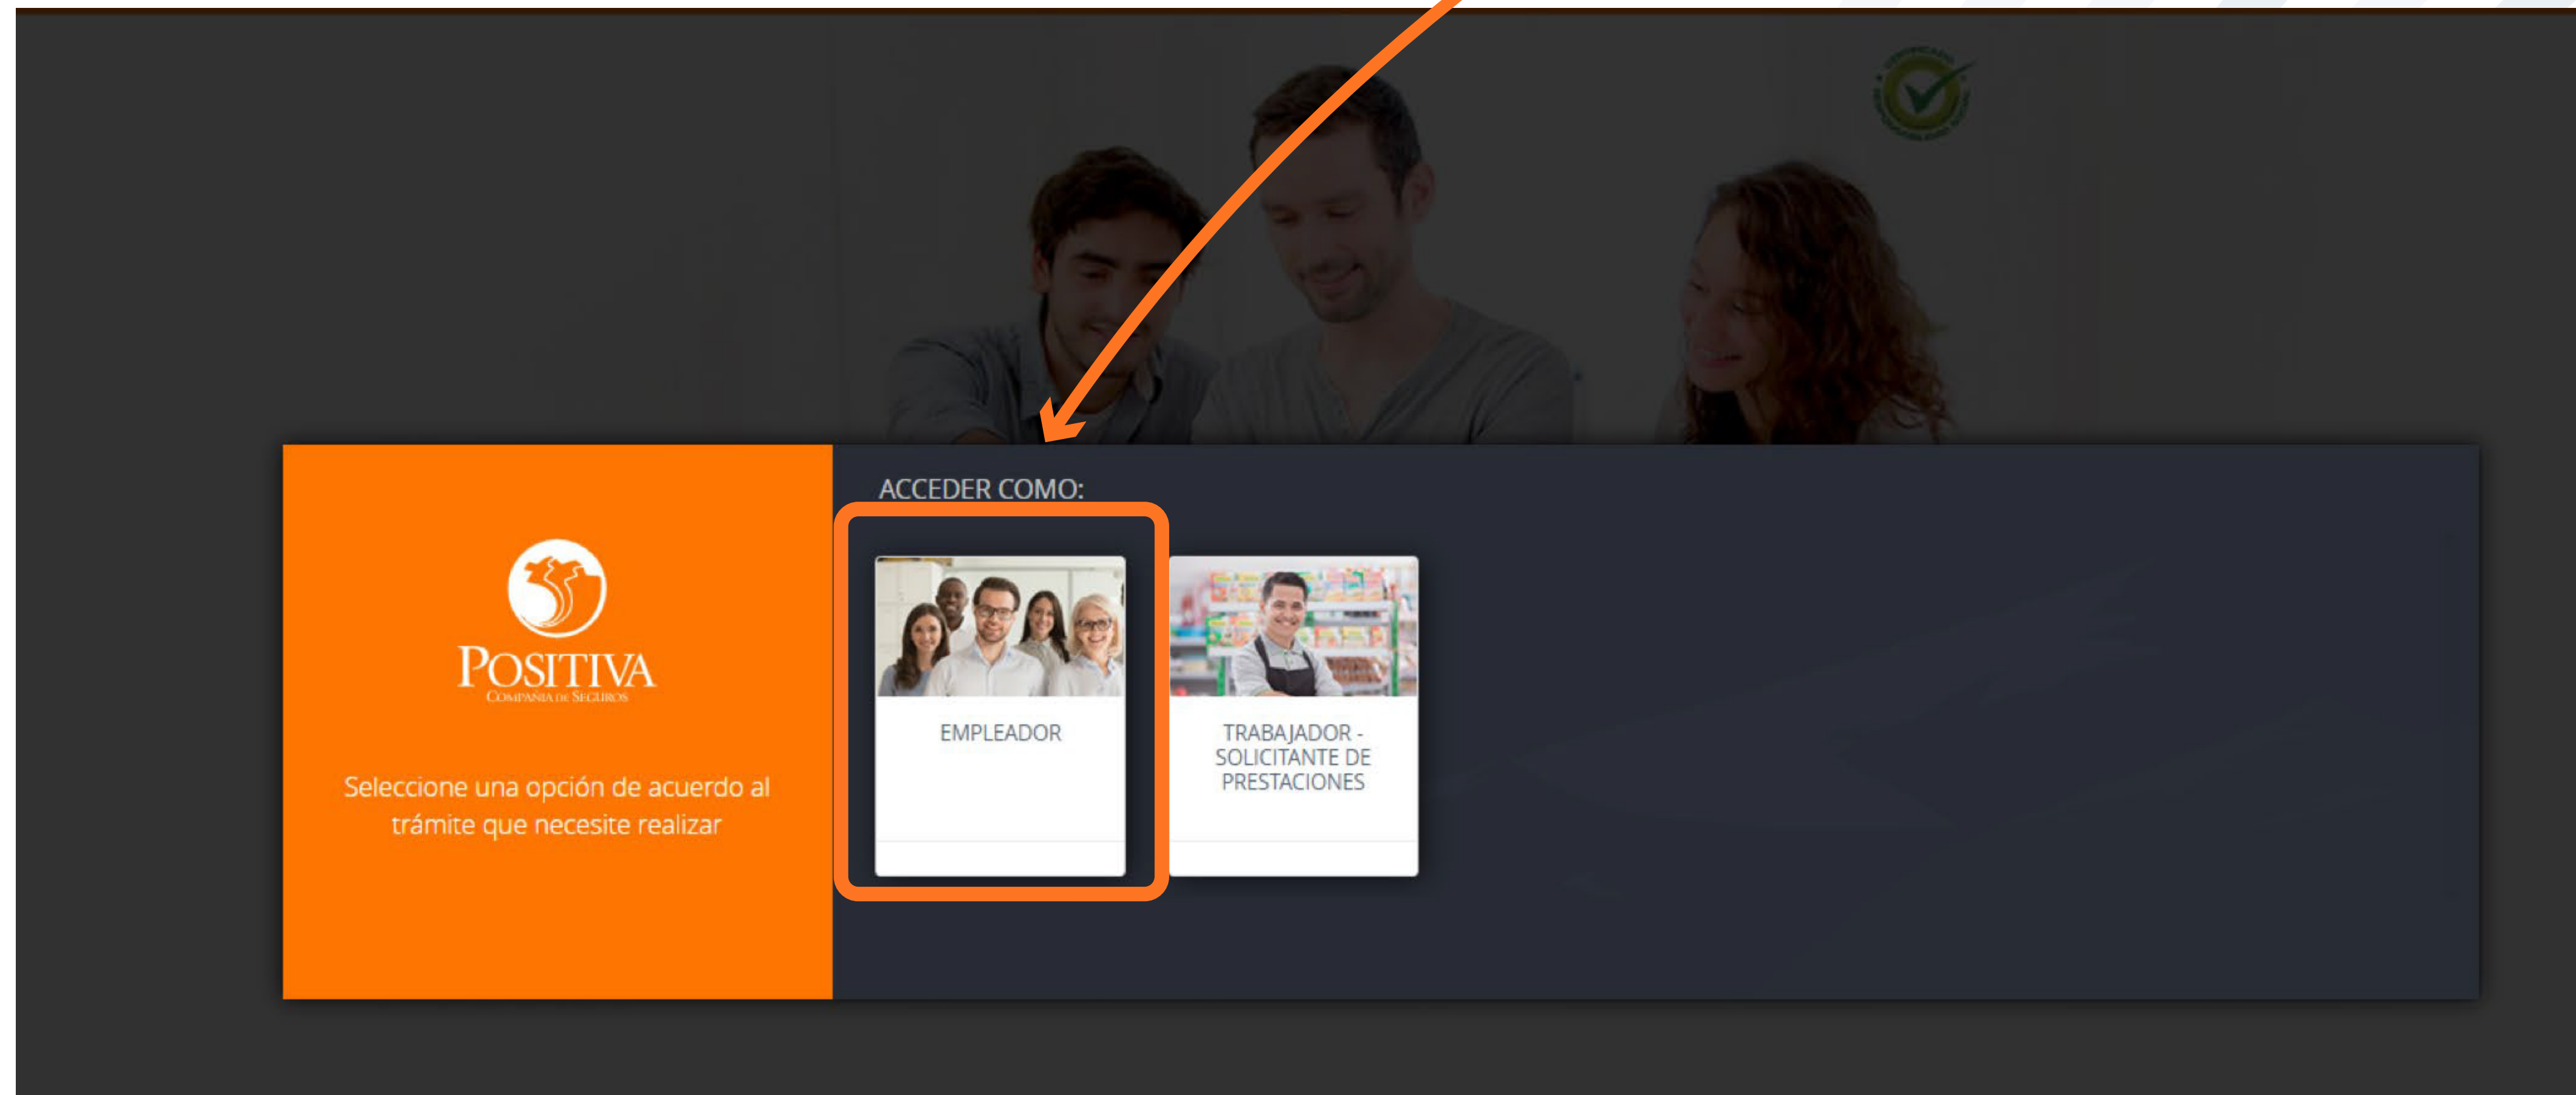 ACCEDER COMO:
POSITIVA
COMPAÑIA DE SEGUROS
Seleccione una opción de acuerdo al
trámite que necesite realizar
EMPLEADOR
TRABAJADOR -
SOLICITANTE DE
PRESTACIONES